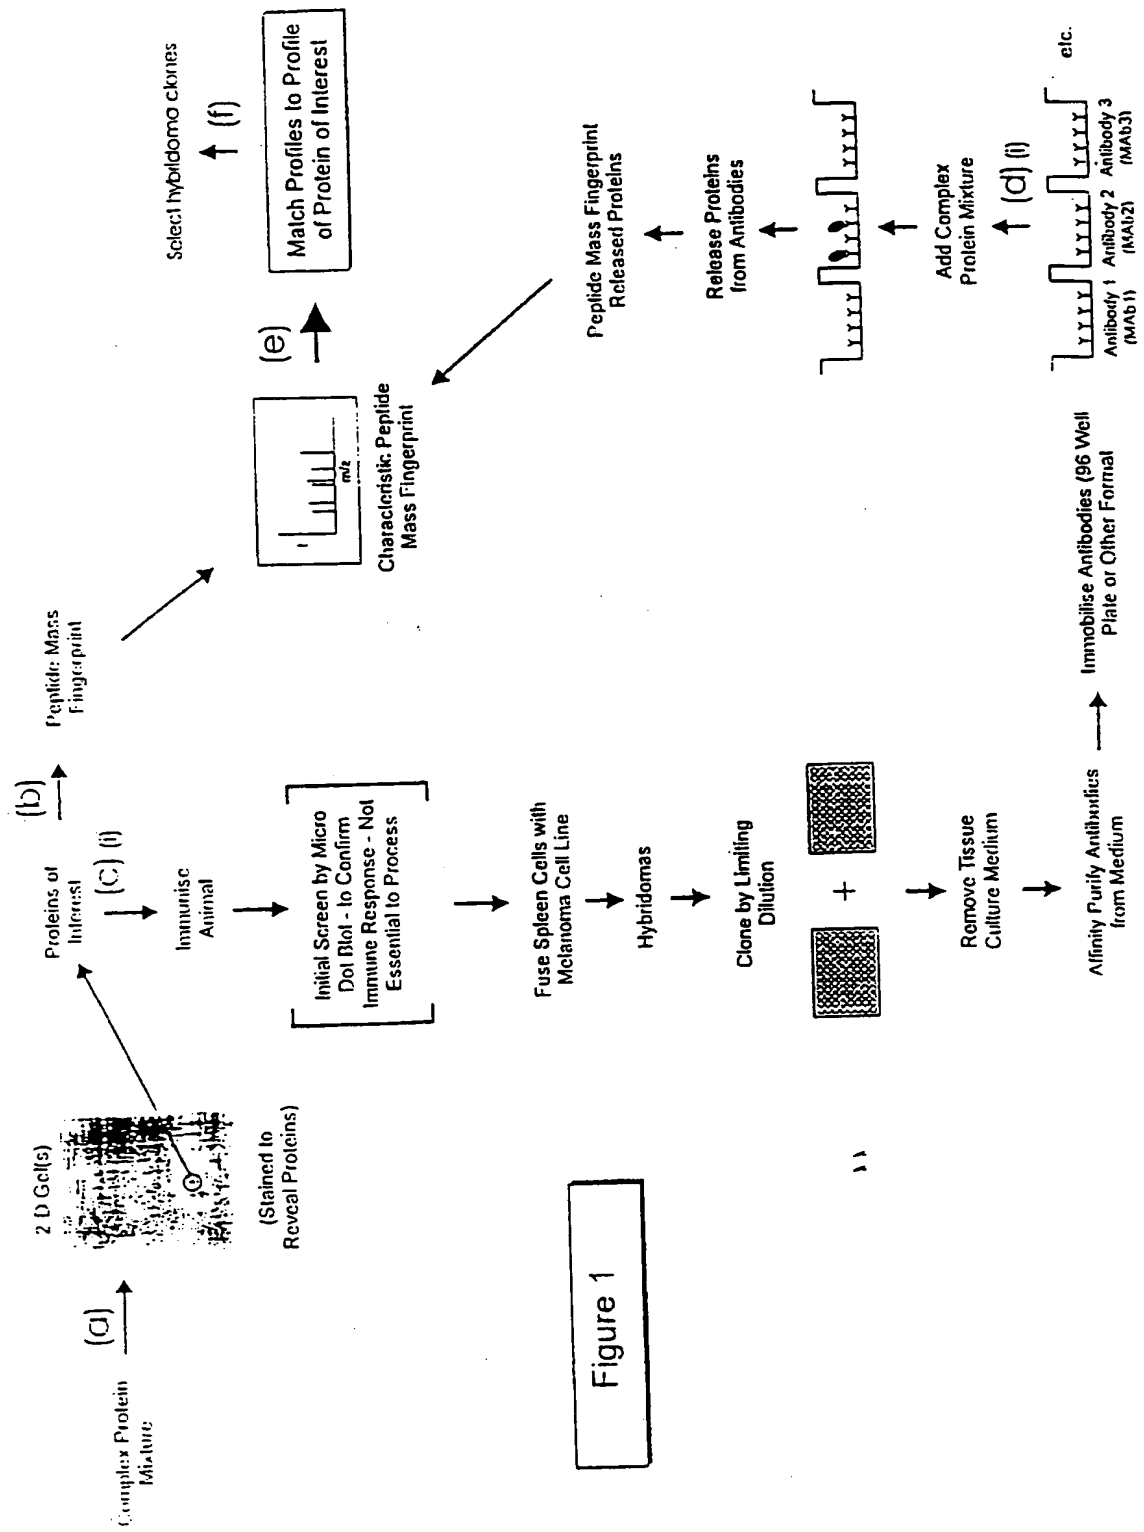 Complex Protein
Mixture
(a)
2 D Gel(s)
(Stained to
Reveal Proteins)
Proteins of
Interest
(b)
Peptide Mass
Fingerprint
(c) (i)
Immunise
Animal
Initial Screen by Micro
Dot Blot - to Confirm
Immune Response - Not
Essential to Process
Fuse Spleen Cells with
Melanoma Cell Line
Hybridomas
Clone by Limiting
Dilution
+
Remove Tissue
Culture Medium
Affinity Purify Antibodies
from Medium
Immobilise Antibodies (96 Well
Plate or Other Format
Antibody 1
(MAb1)
Antibody 2
(MAb2)
Antibody 3
(MAb3)
etc.
(d) (i)
Add Complex
Protein Mixture
Release Proteins
from Antibodies
Peptide Mass Fingerprint
Released Proteins
m/z
Characteristic Peptide
Mass Fingerprint
(e)
Match Profiles to Profile
of Protein of Interest
(f)
Select hybridoma clones
Figure 1